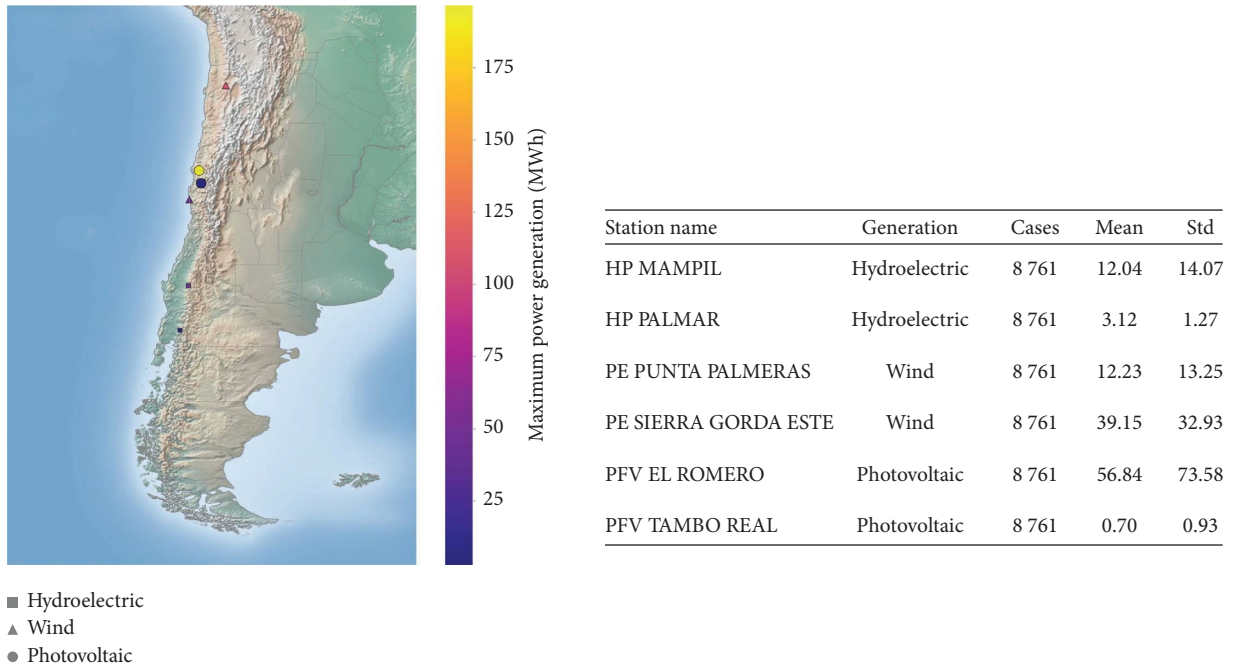 175
150
125
100
75
50
25
Maximum power generation (MWh)
Hydroelectric
Wind
Photovoltaic
Station name Generation Cases Mean Std
HP MAMPIL Hydroelectric 8 761 12.04 14.07
HP PALMAR Hydroelectric 8 761 3.12 1.27
PE PUNTA PALMERAS Wind 8 761 12.23 13.25
PE SIERRA GORDA ESTE Wind 8 761 39.15 32.93
PFV EL ROMERO Photovoltaic 8 761 56.84 73.58
PFV TAMBO REAL Photovoltaic 8 761 0.70 0.93